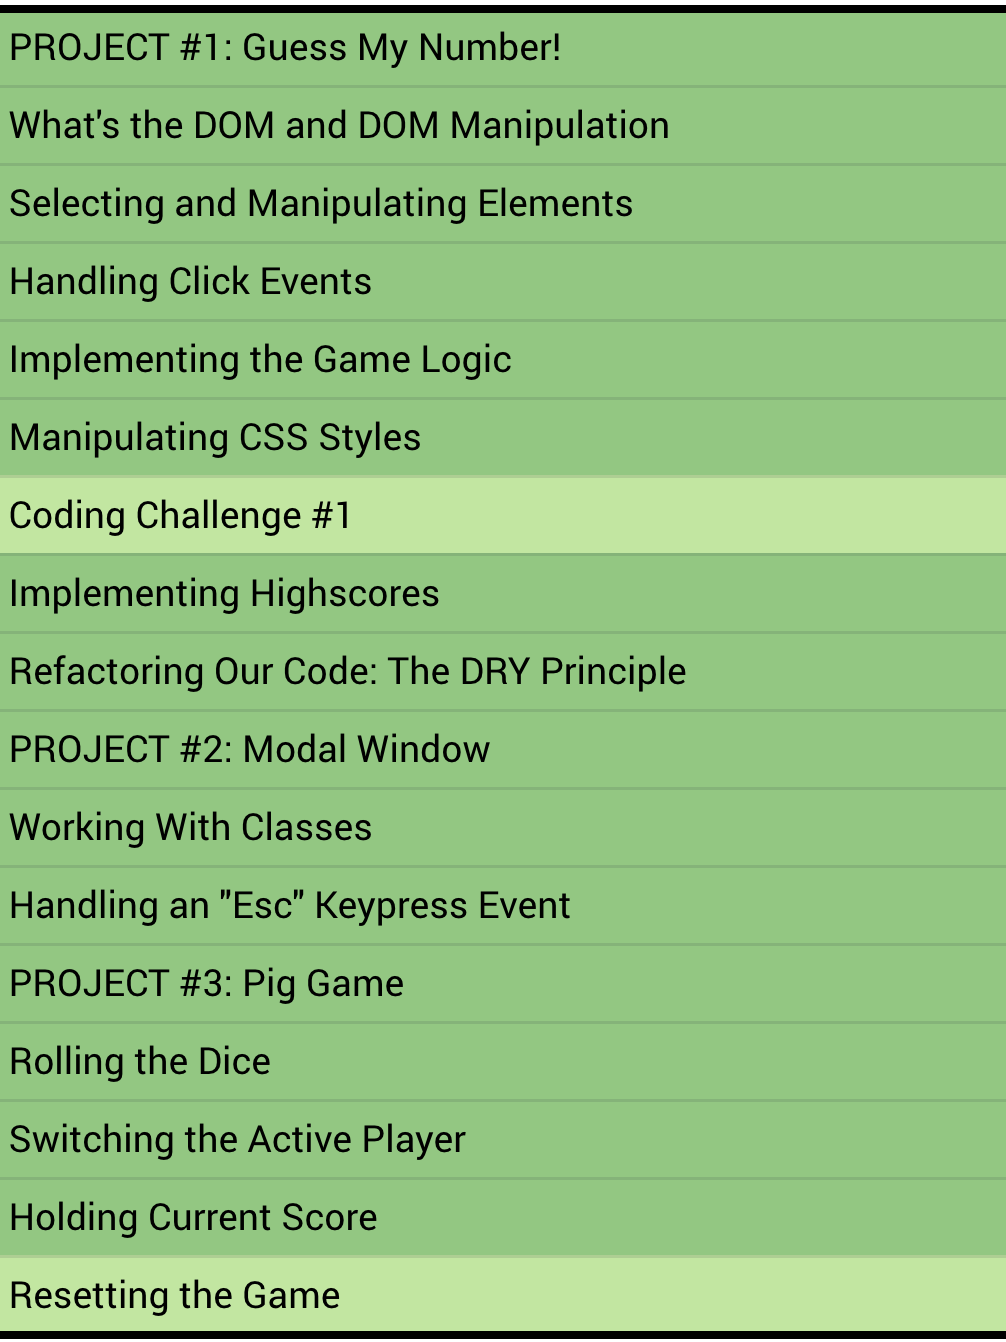 PROJECT #1: Guess My Number!
What's the DOM and DOM Manipulation
Selecting and Manipulating Elements
Handling Click Events
Implementing the Game Logic
Manipulating CSS Styles
Coding Challenge #1
Implementing Highscores
Refactoring Our Code: The DRY Principle
PROJECT #2: Modal Window
Working With Classes
Handling an "Esc" Keypress Event
PROJECT #3: Pig Game
Rolling the Dice
Switching the Active Player
Holding Current Score
Resetting the Game